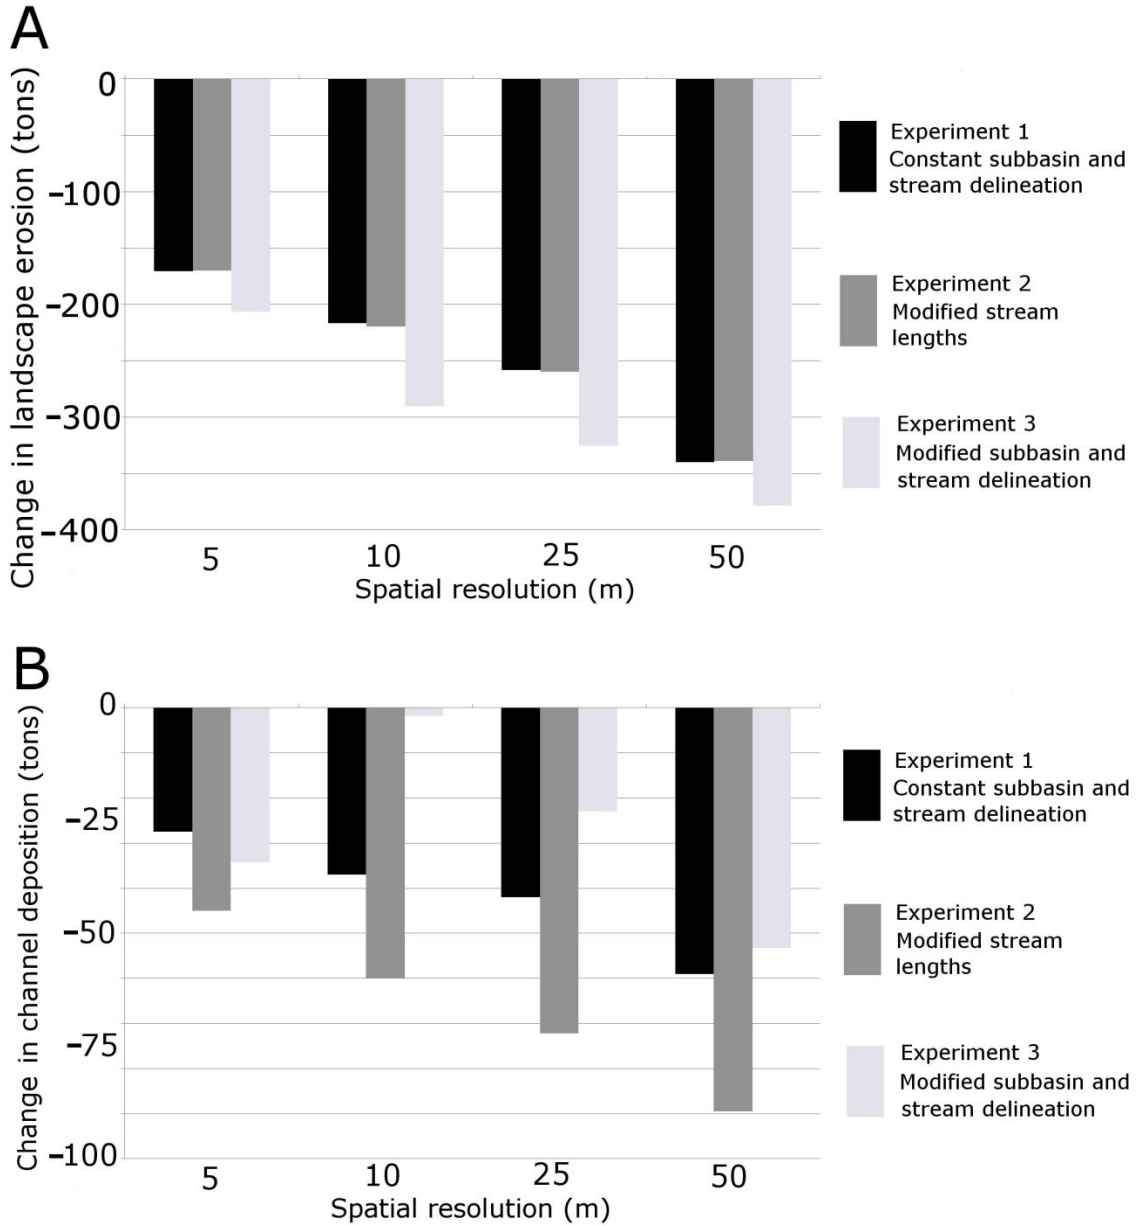 A
Change in landscape erosion (tons)
0
−100
−200
−300
−400
5
10
25
50
Spatial resolution (m)
Experiment 1
Constant subbasin and
stream delineation
Experiment 2
Modified stream
lengths
Experiment 3
Modified subbasin and
stream delineation
B
Change in channel deposition (tons)
0
−25
−50
−75
−100
5
10
25
50
Spatial resolution (m)
Experiment 1
Constant subbasin and
stream delineation
Experiment 2
Modified stream
lengths
Experiment 3
Modified subbasin and
stream delineation